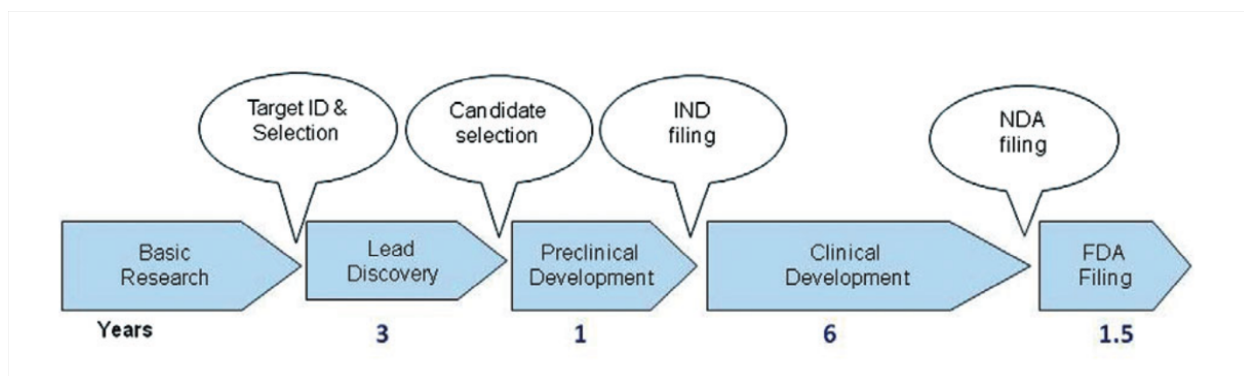 Target ID &
Selection
Candidate
selection
IND
filing
NDA
filing
Basic
Research
Lead
Discovery
Preclinical
Development
Clinical
Development
FDA
Filing
Years
3
1
6
1.5